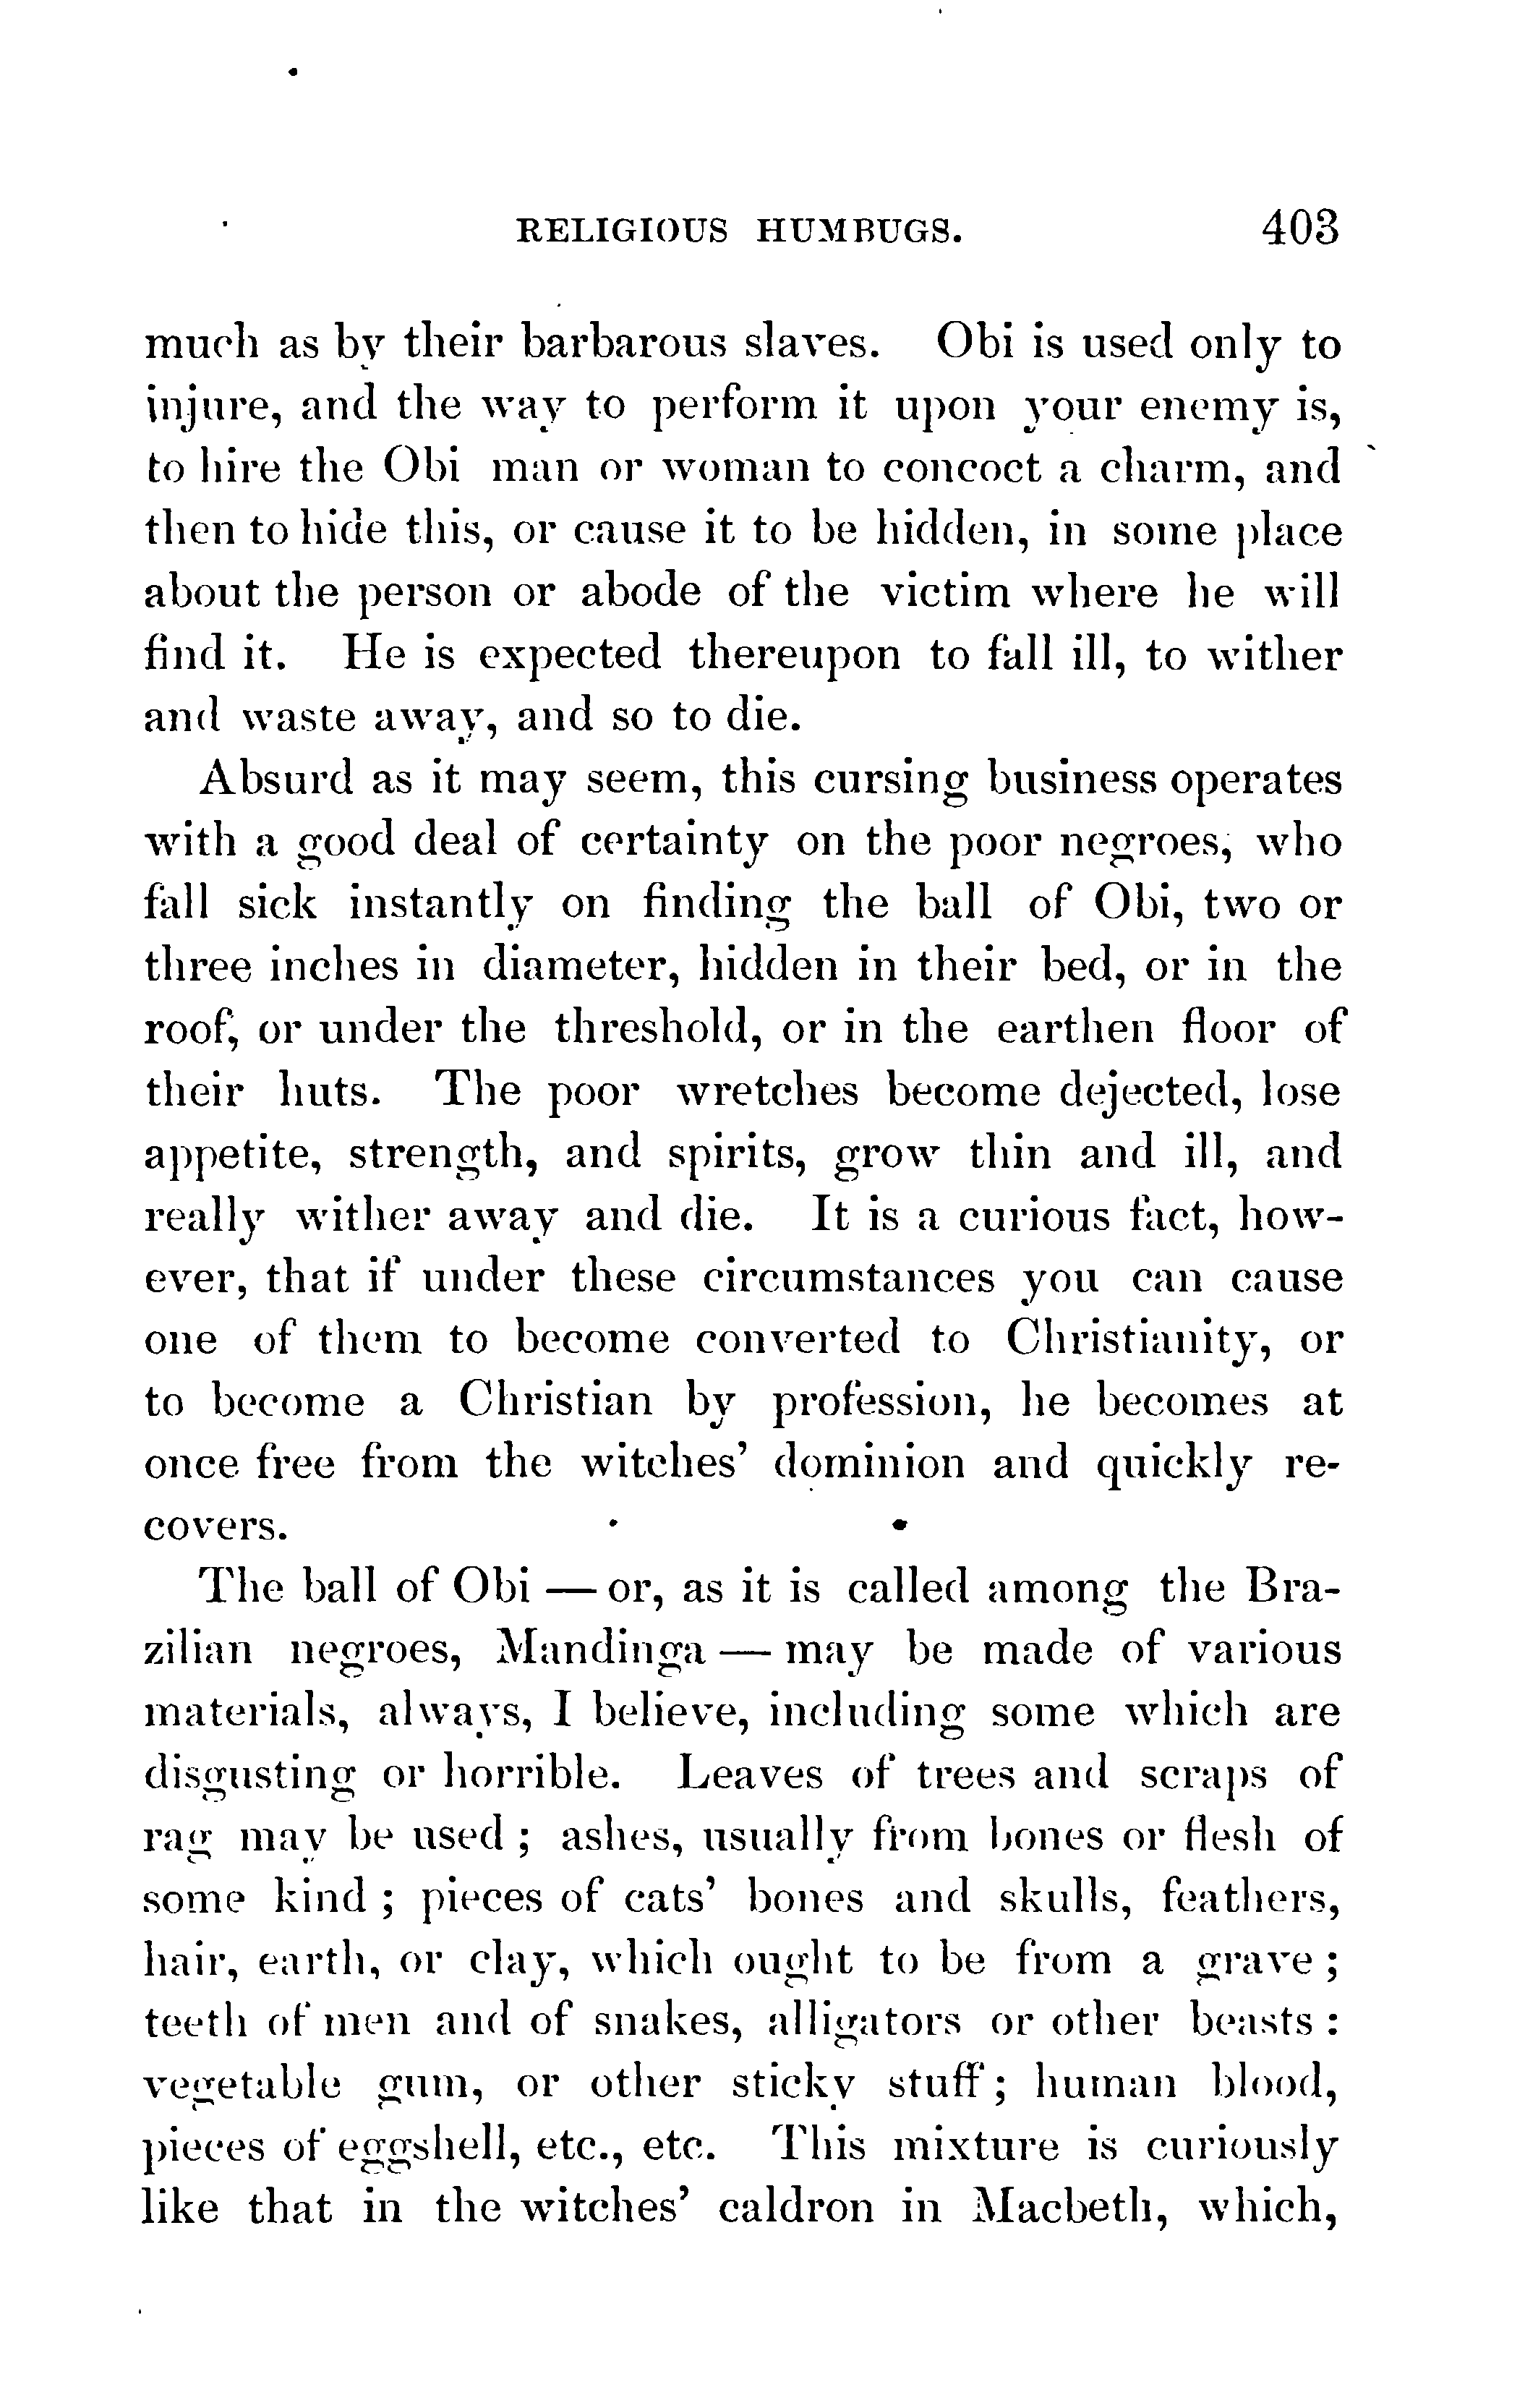 RELIGIOUS HUMBUGS. 403
much as by their barbarous slaves. Obi is used only to
injure, and the way to perform it upon your enemy is,
to hire the Obi man or woman to concoct a charm, and
then to hide this, or cause it to be hidden, in some place
about the person or abode of the victim where he will
find it. He is expected thereupon to fall ill, to wither
and waste away, and so to die.
Absurd as it may seem, this cursing business operates
with a good deal of certainty on the poor negroes, who
fall sick instantly on finding the ball of Obi, two or
three inches in diameter, hidden in their bed, or in the
roof, or under the threshold, or in the earthen floor of
their huts. The poor wretches become dejected, lose
appetite, strength, and spirits, grow thin and ill, and
really wither away and die. It is a curious fact, how-
ever, that if under these circumstances you can cause
one of them to become converted to Christianity, or
to become a Christian by profession, he becomes at
once free from the witches' dominion and quickly re-
covers.
The ball of Obi — or, as it is called among the Bra-
zilian negroes, Mandinga — may be made of various
materials, always, I believe, including some which are
disgusting or horrible. Leaves of trees and scraps of
rag may be used ; ashes, usually from bones or flesh of
some kind ; pieces of cats' bones and skulls, feathers,
hair, earth, or clay, which ought to be from a grave ;
teeth of men and of snakes, alligators or other beasts :
vegetable gum, or other sticky stuff ; human blood,
pieces of eggshell, etc., etc. This mixture is curiously
like that in the witches' caldron in Macbeth, which,